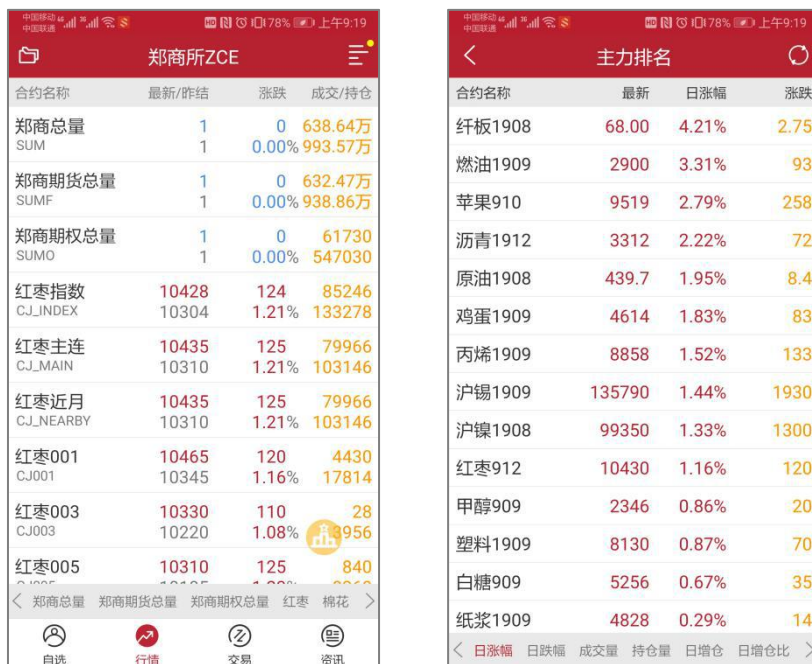 中国移动 46 36 HD 78% 上午9:19
中国联通
郑商所ZCE
合约名称 最新/昨结 涨跌 成交/持仓
郑商总量 1 0 638.64万
SUM 1 0.00% 993.57万
郑商期货总量 1 0 632.47万
SUMF 1 0.00% 938.86万
郑商期权总量 1 0 61730
SUMO 1 0.00% 547030
红枣指数 10428 124 85246
CJ_INDEX 10304 1.21% 133278
红枣主连 10435 125 79966
CJ_MAIN 10310 1.21% 103146
红枣近月 10435 125 79966
CJ_NEARBY 10310 1.21% 103146
红枣001 10465 120 4430
CJ001 10345 1.16% 17814
红枣003 10330 110 28
CJ003 10220 1.08% 3956
红枣005 10310 125 840
郑商总量 郑商期货总量 郑商期权总量 红枣 棉花
自选 行情 交易 资讯
中国移动 46 36 HD 78% 上午9:19
中国联通
主力排名
合约名称 最新 日涨幅 涨跌
纤板1908 68.00 4.21% 2.75
燃油1909 2900 3.31% 93
苹果910 9519 2.79% 258
沥青1912 3312 2.22% 72
原油1908 439.7 1.95% 8.4
鸡蛋1909 4614 1.83% 83
丙烯1909 8858 1.52% 133
沪锡1909 135790 1.44% 1930
沪镍1908 99350 1.33% 1300
红枣912 10430 1.16% 120
甲醇909 2346 0.86% 20
塑料1909 8130 0.87% 70
白糖909 5256 0.67% 35
纸浆1909 4828 0.29% 14
日涨幅 日跌幅 成交量 持仓量 日增仓 日增仓比